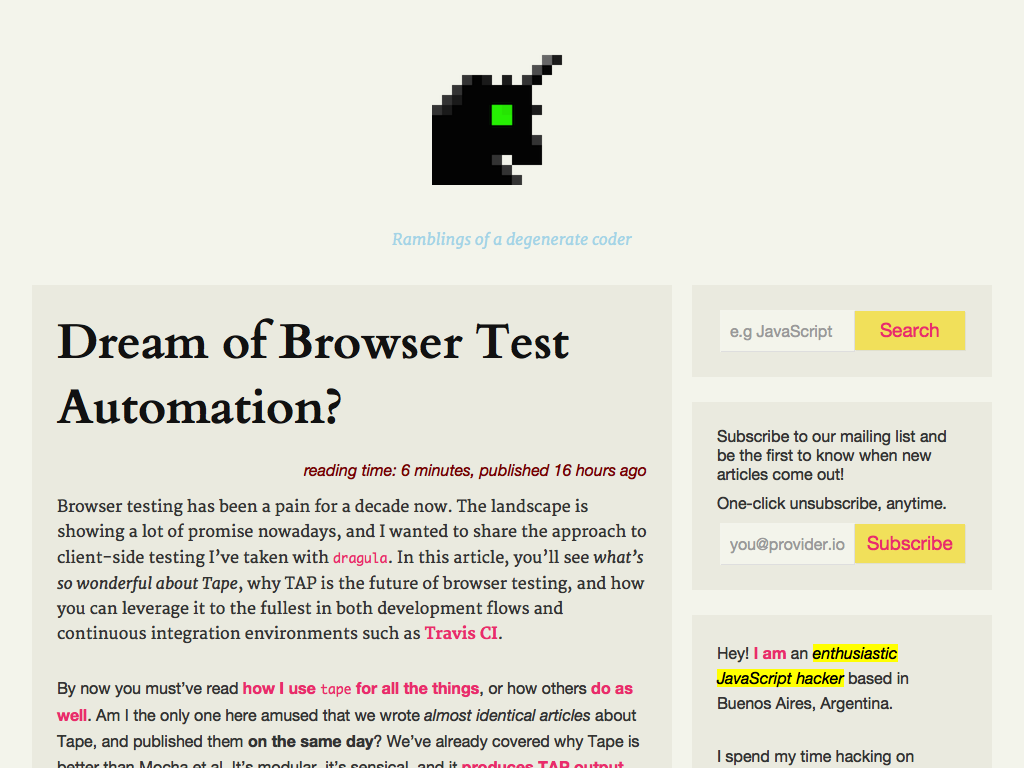 Ramblings of a degenerate coder
Dream of Browser Test
Automation?
reading time: 6 minutes, published 16 hours ago
Browser testing has been a pain for a decade now. The landscape is
showing a lot of promise nowadays, and I wanted to share the approach to
client-side testing I’ve taken with dragula. In this article, you’ll see what’s
so wonderful about Tape, why TAP is the future of browser testing, and how
you can leverage it to the fullest in both development flows and
continuous integration environments such as Travis CI.
By now you must’ve read how I use tape for all the things, or how others do as
well. Am I the only one here amused that we wrote almost identical articles about
Tape, and published them on the same day? We’ve already covered why Tape is
better than Mocha et al. It’s modular, it’s sensical, and it produces TAP output
e.g JavaScript
Search
Subscribe to our mailing list and
be the first to know when new
articles come out!
One-click unsubscribe, anytime.
you@provider.io
Subscribe
Hey! I am an enthusiastic
JavaScript hacker based in
Buenos Aires, Argentina.
I spend my time hacking on